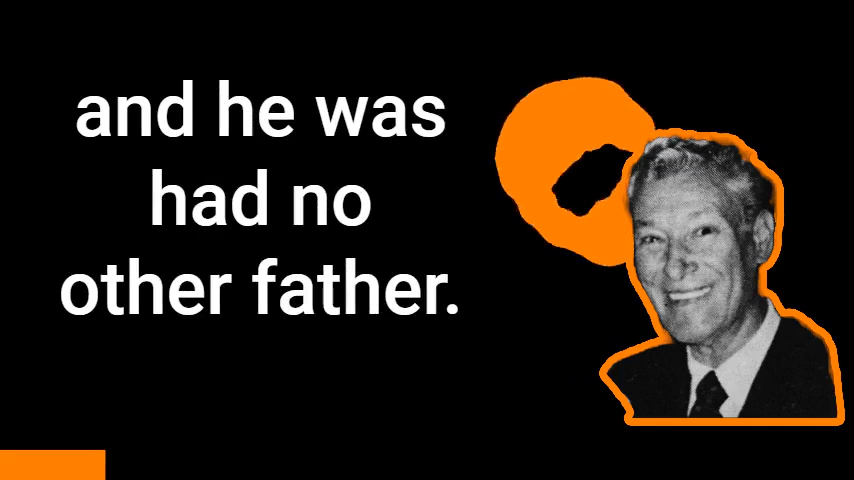 and he was
had no
other father.